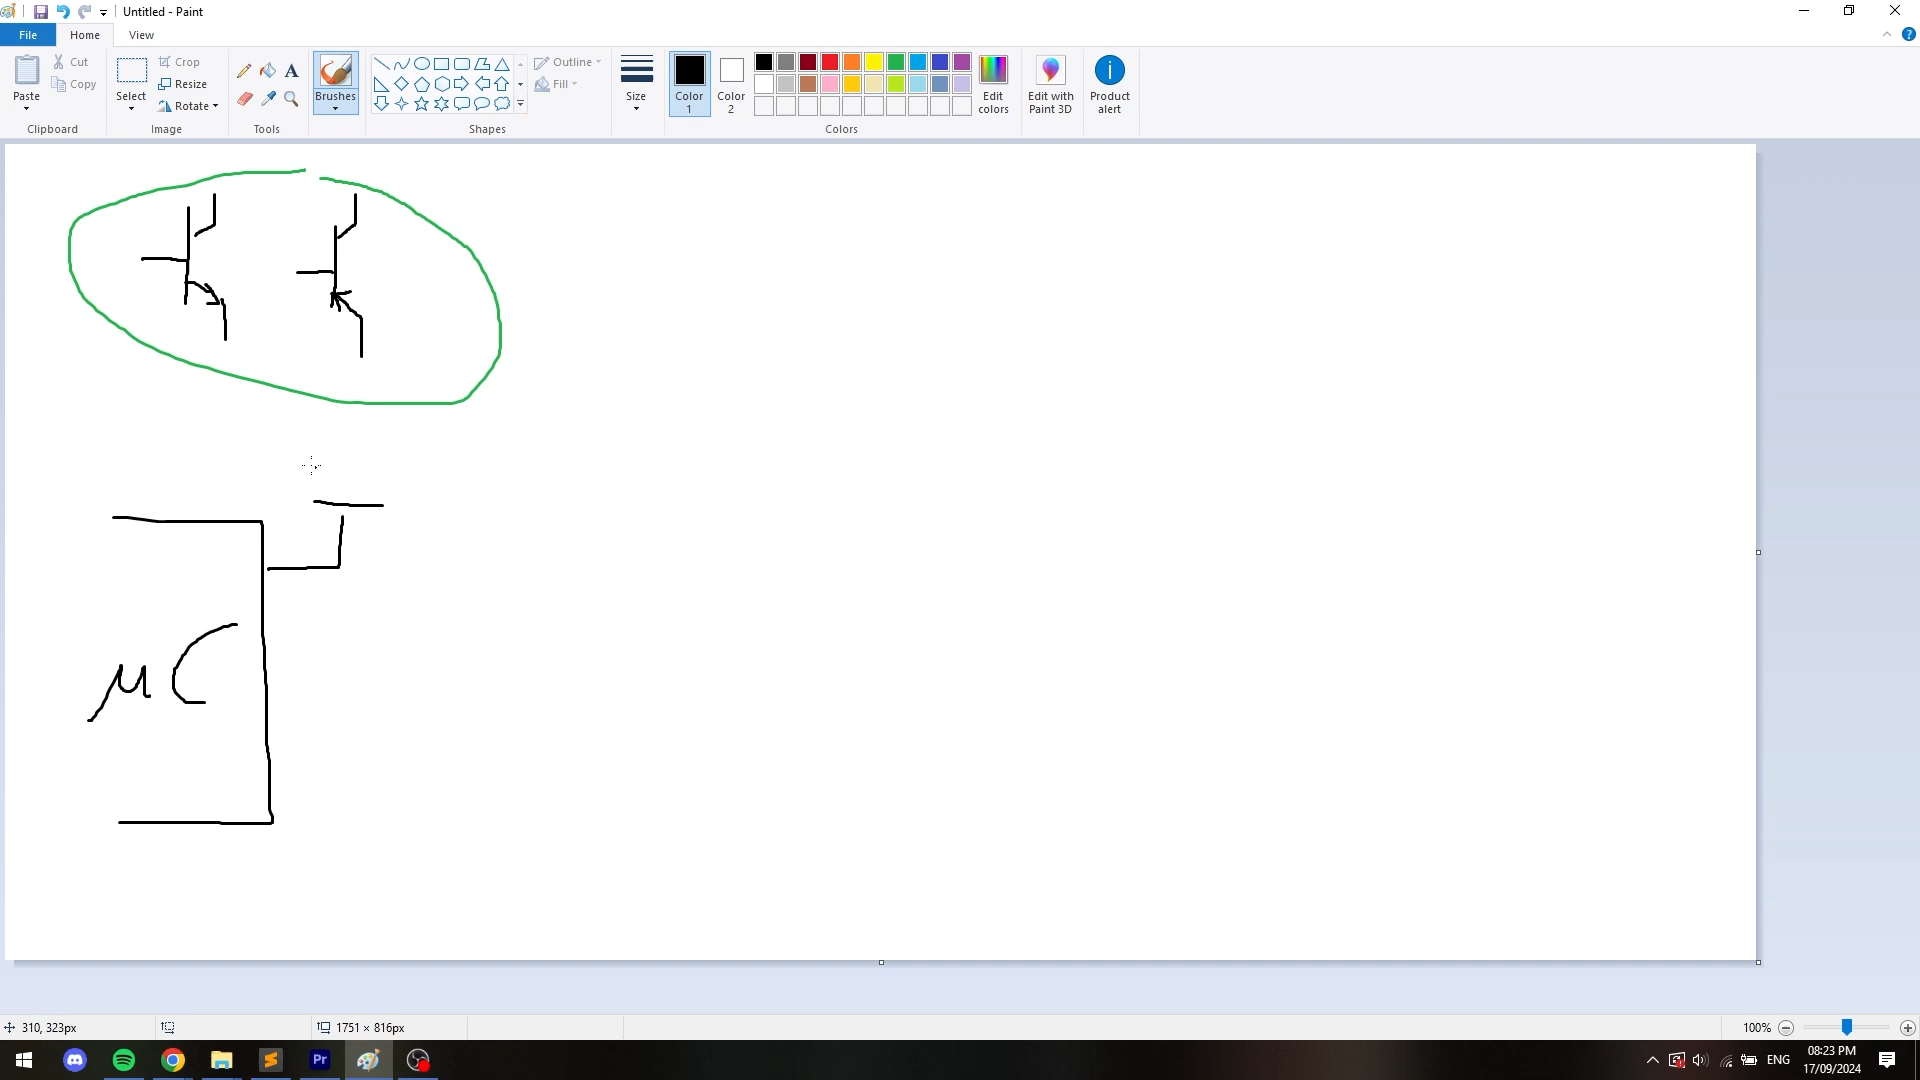 Untitled - Paint
File Home View
Paste Cut Copy
Select Crop Resize Rotate
Brushes
Outline Fill
Size
Color 1 Color 2
Edit colors
Edit with Paint 3D
Product alert
Clipboard Image Tools Shapes Colors
μC
310, 323px 1751 × 816px 100%
Pr
ENG 08:23 PM
17/09/2024